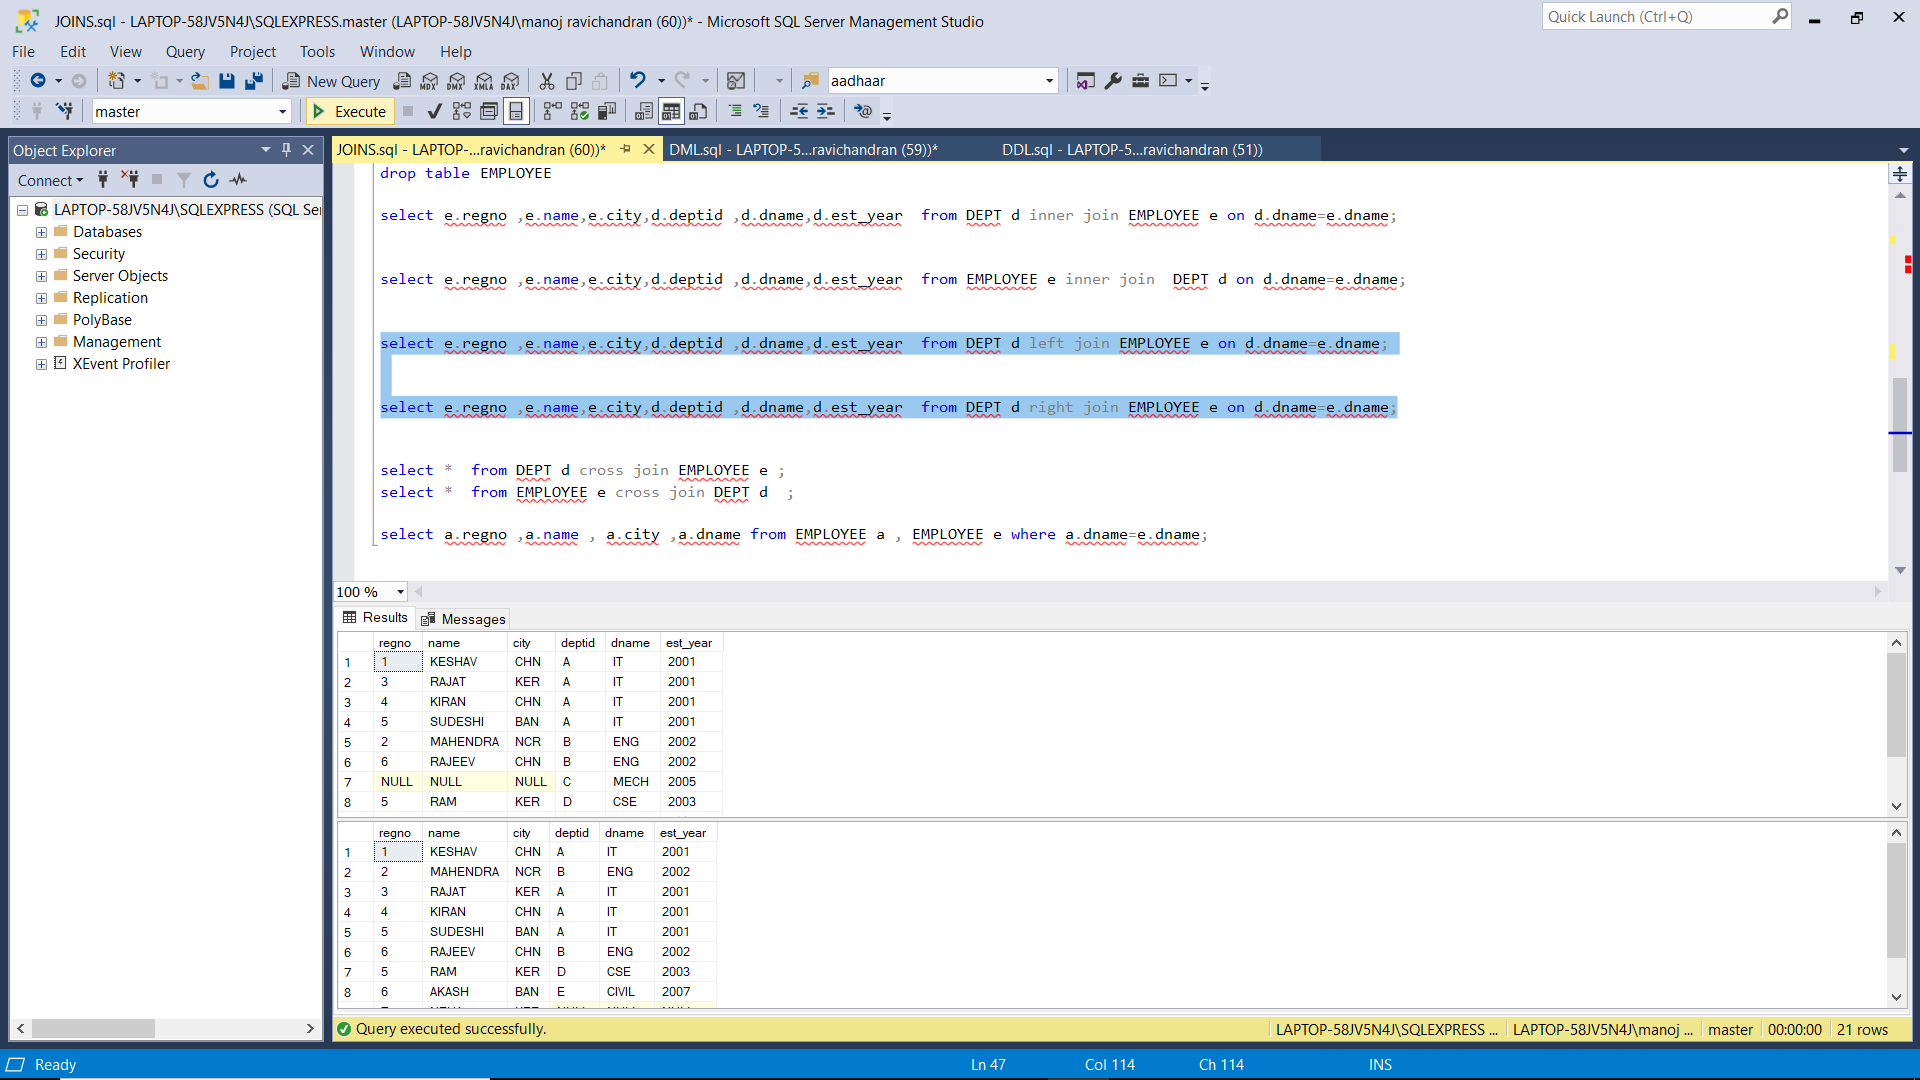 JOINS.sql - LAPTOP-58JV5N4J\SQLEXPRESS.master (LAPTOP-58JV5N4J\manoj ravichandran (60))* - Microsoft SQL Server Management Studio
Quick Launch (Ctrl+Q)
File Edit View Query Project Tools Window Help
New Query MDX DMX XMLA DAX aadhaar
master Execute
Object Explorer
Connect
LAPTOP-58JV5N4J\SQLEXPRESS (SQL Ser
Databases
Security
Server Objects
Replication
PolyBase
Management
XEvent Profiler
JOINS.sql - LAPTOP-...ravichandran (60))* DML.sql - LAPTOP-5...ravichandran (59))* DDL.sql - LAPTOP-5...ravichandran (51))
drop table EMPLOYEE
select e.regno ,e.name,e.city,d.deptid ,d.dname,d.est_year from DEPT d inner join EMPLOYEE e on d.dname=e.dname;
select e.regno ,e.name,e.city,d.deptid ,d.dname,d.est_year from EMPLOYEE e inner join DEPT d on d.dname=e.dname;
select e.regno ,e.name,e.city,d.deptid ,d.dname,d.est_year from DEPT d left join EMPLOYEE e on d.dname=e.dname;
select e.regno ,e.name,e.city,d.deptid ,d.dname,d.est_year from DEPT d right join EMPLOYEE e on d.dname=e.dname;
select * from DEPT d cross join EMPLOYEE e ;
select * from EMPLOYEE e cross join DEPT d ;
select a.regno ,a.name , a.city ,a.dname from EMPLOYEE a , EMPLOYEE e where a.dname=e.dname;
100 %
Results Messages
regno name city deptid dname est_year
1 1 KESHAV CHN A IT 2001
2 3 RAJAT KER A IT 2001
3 4 KIRAN CHN A IT 2001
4 5 SUDESHI BAN A IT 2001
5 2 MAHENDRA NCR B ENG 2002
6 6 RAJEEV CHN B ENG 2002
7 NULL NULL NULL C MECH 2005
8 5 RAM KER D CSE 2003
regno name city deptid dname est_year
1 1 KESHAV CHN A IT 2001
2 2 MAHENDRA NCR B ENG 2002
3 3 RAJAT KER A IT 2001
4 4 KIRAN CHN A IT 2001
5 5 SUDESHI BAN A IT 2001
6 6 RAJEEV CHN B ENG 2002
7 5 RAM KER D CSE 2003
8 6 AKASH BAN E CIVIL 2007
Query executed successfully. LAPTOP-58JV5N4J\SQLEXPRESS ... LAPTOP-58JV5N4J\manoj ... master 00:00:00 21 rows
Ready Ln 47 Col 114 Ch 114 INS